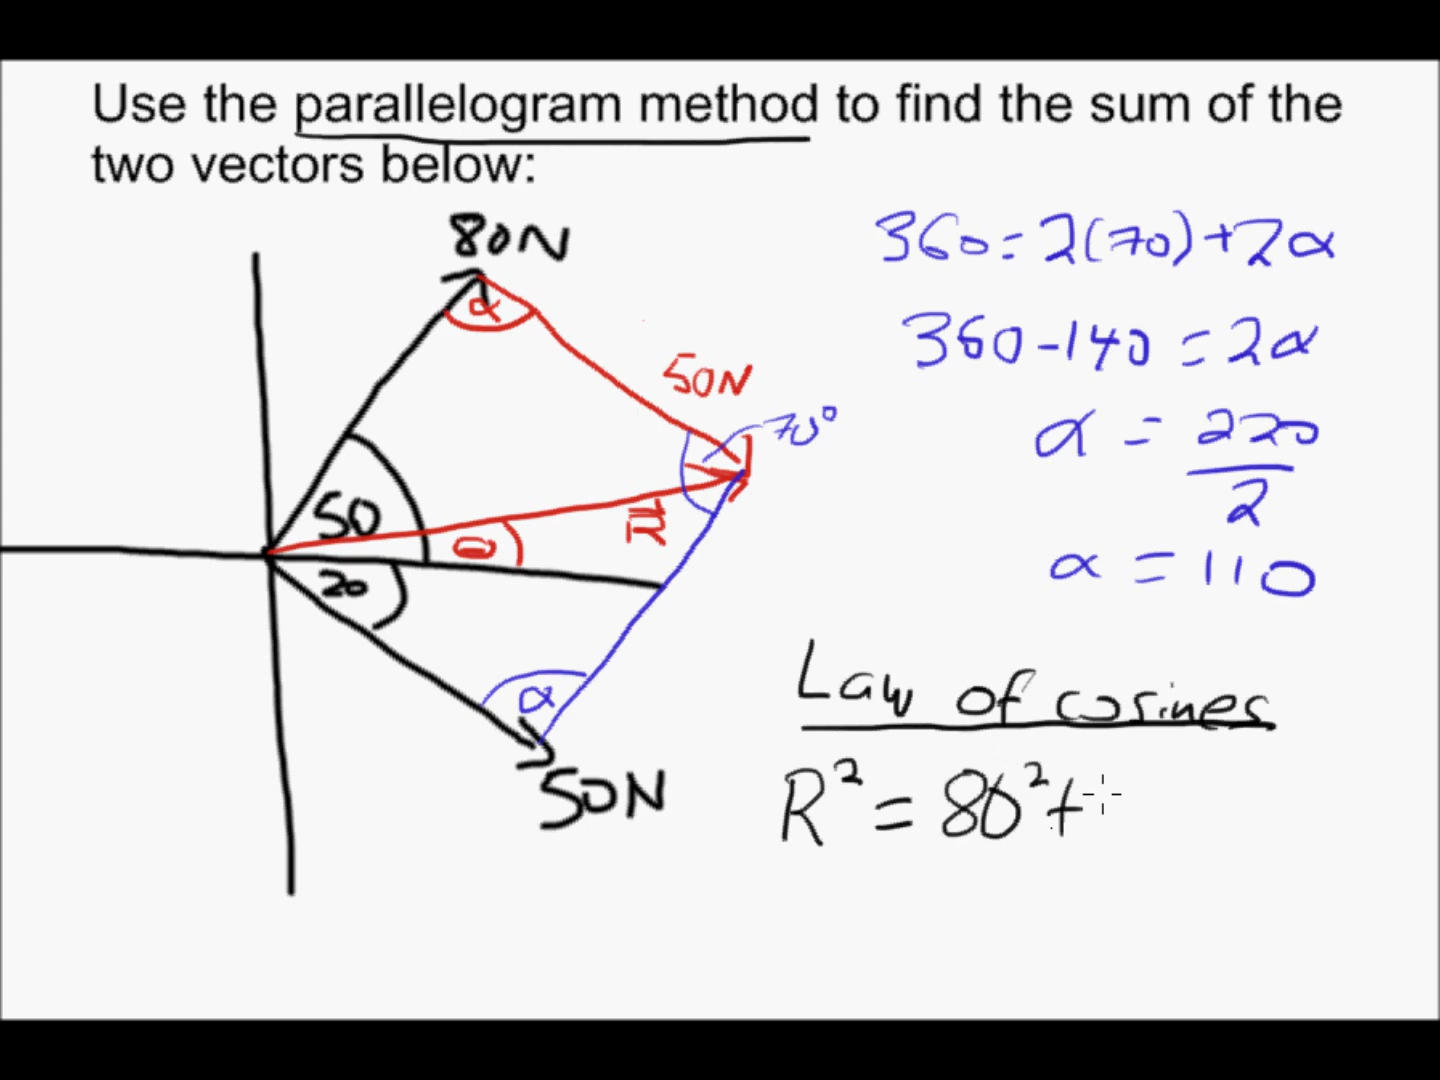 Use the parallelogram method to find the sum of the
two vectors below:
80N
360=2(70)+2α
α
360-140=2α
50N
70°
α = 220/2
50
R
θ
20
α = 110
α
Law of cosines
50N
R² = 80² +